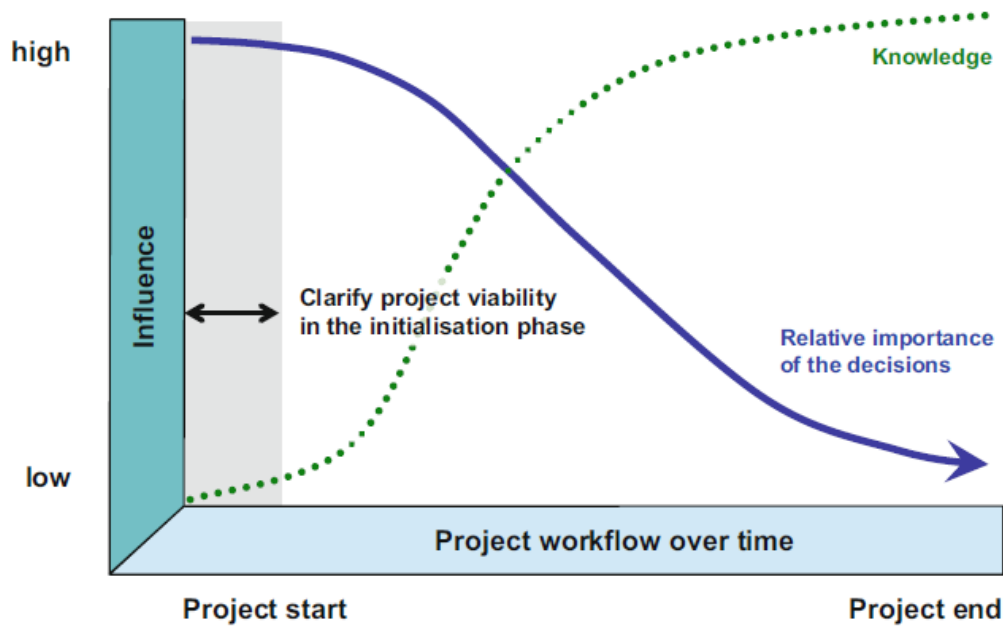 high
Knowledge
Influence
Clarify project viability
in the initialisation phase
Relative importance
of the decisions
low
Project workflow over time
Project start
Project end